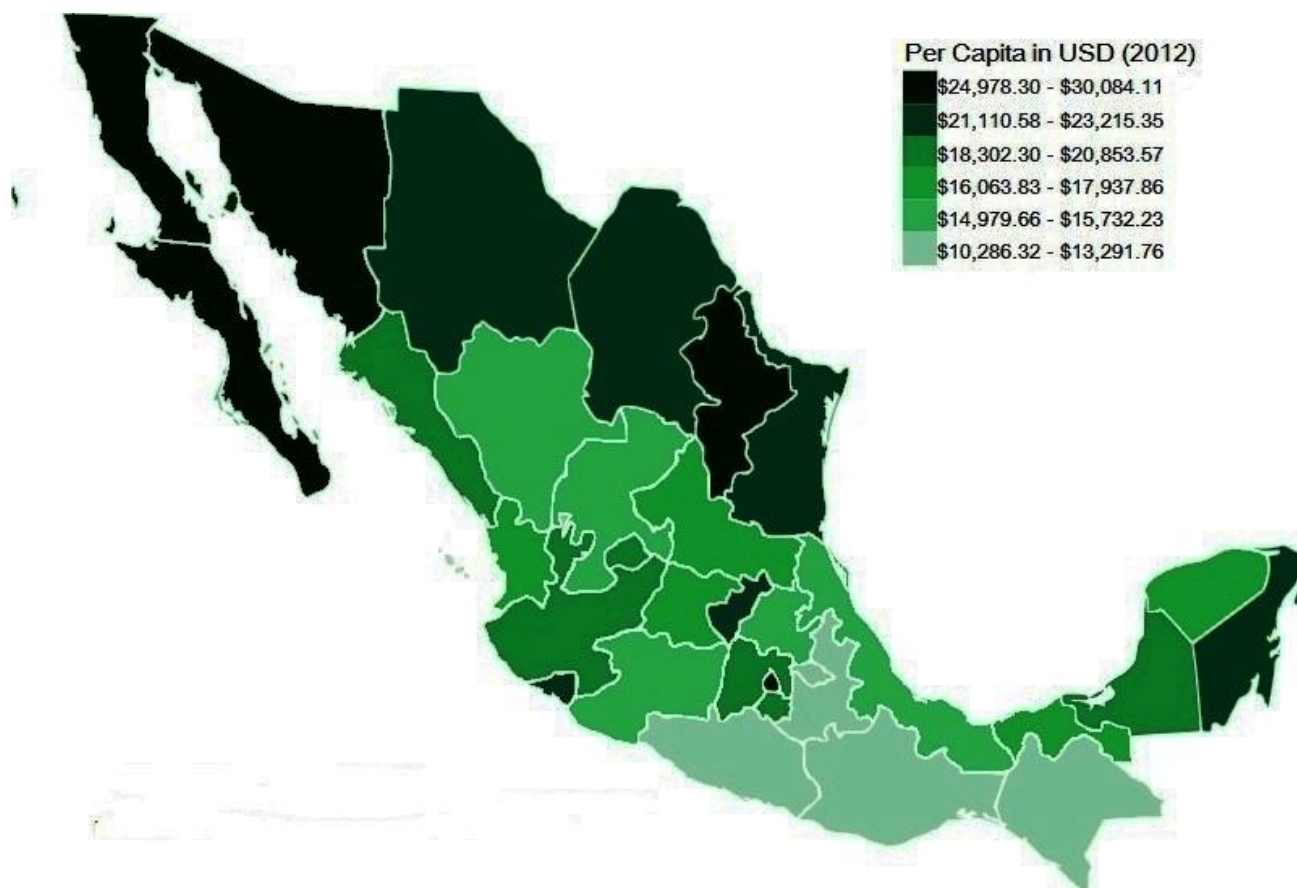 Per Capita in USD (2012)
$24,978.30 - $30,084.11
$21,110.58 - $23,215.35
$18,302.30 - $20,853.57
$16,063.83 - $17,937.86
$14,979.66 - $15,732.23
$10,286.32 - $13,291.76